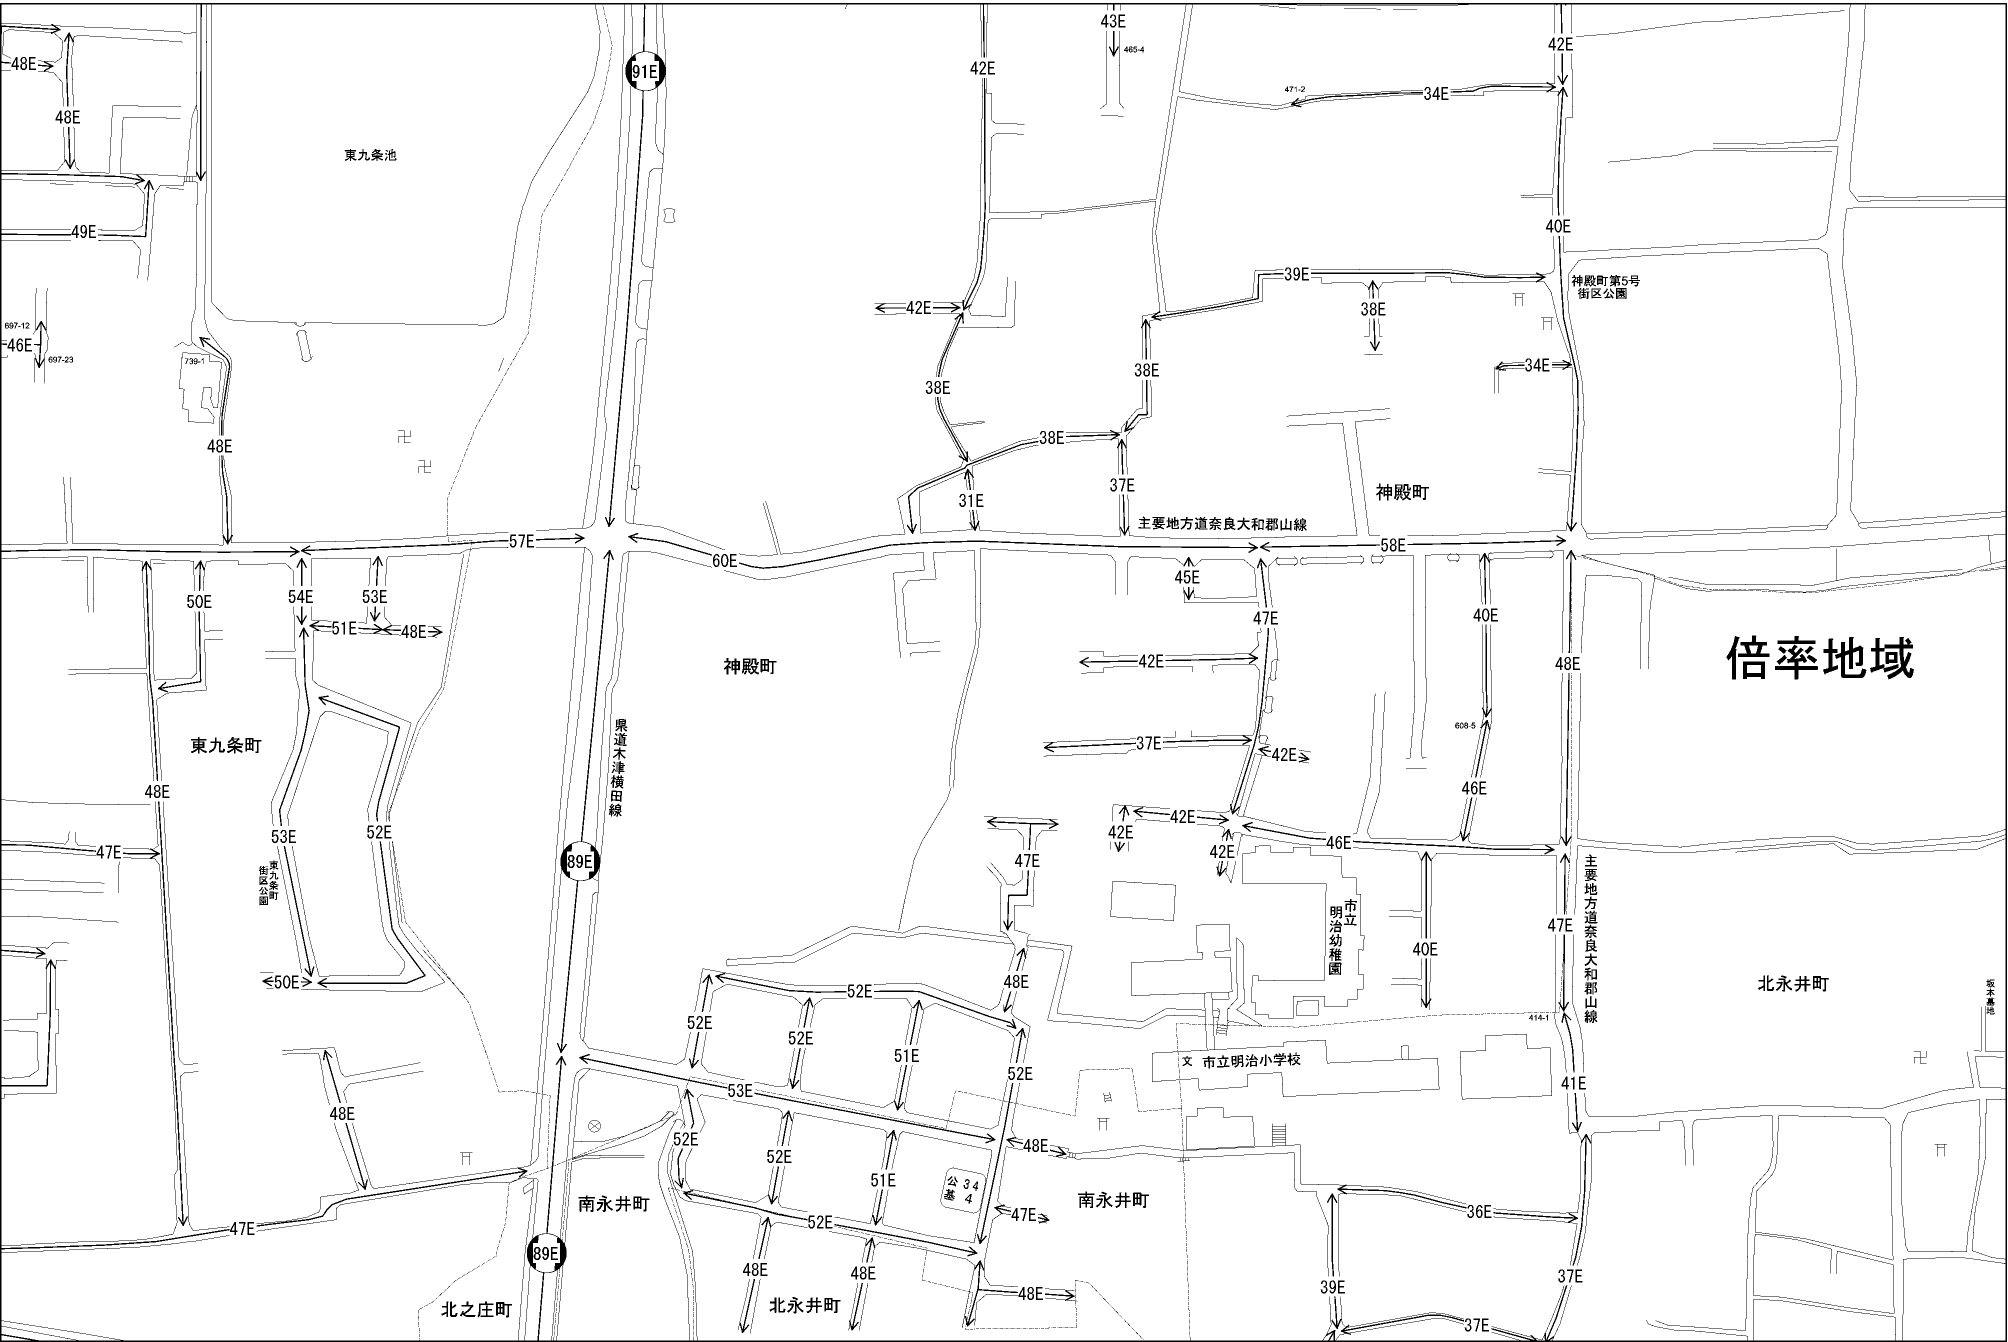 43E
465-4
42E
42E
48E
91E
471-2
34E
48E
東九条池
40E
49E
神殿町第5号
街区公園
39E
42E
38E
697-12
46E
697-23
739-1
34E
38E
38E
48E
38E
37E
31E
神殿町
主要地方道奈良大和郡山線
57E
60E
58E
50E
54E
53E
45E
47E
40E
51E
48E
42E
48E
神殿町
倍率地域
608-5
東九条町
県道木津横田線
37E
42E
48E
46E
53E
52E
42E
42E
42E
46E
47E
89E
47E
東九条町
街区公園
主要地方道奈良大和郡山線
市立
明治幼稚園
40E
47E
50E
48E
52E
北永井町
坂本墓地
52E
52E
51E
414-1
52E
文 市立明治小学校
53E
41E
48E
52E
48E
52E
51E
公 34
基 4
南永井町
南永井町
47E
52E
47E
36E
89E
48E
48E
48E
37E
39E
北之庄町
北永井町
37E